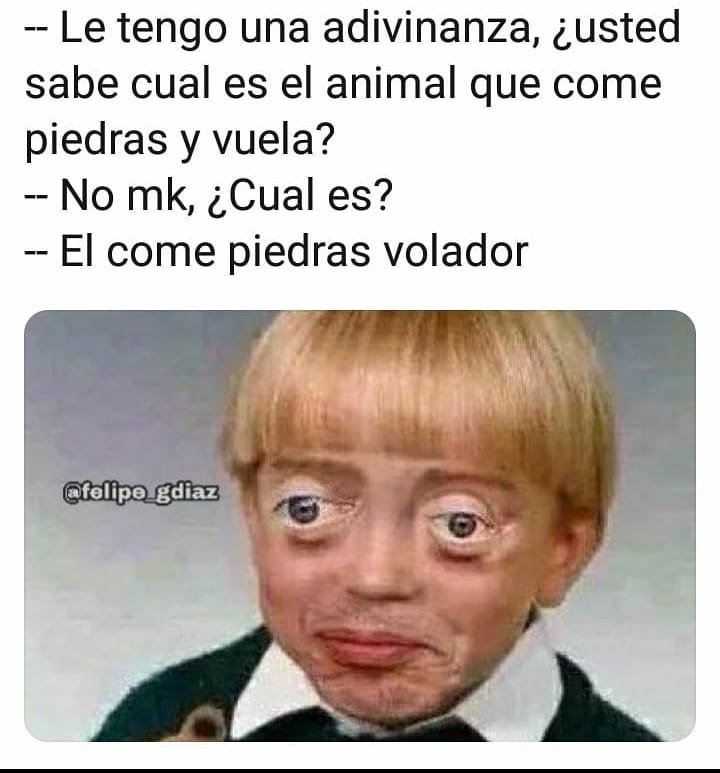 -- Le tengo una adivinanza, ¿usted
sabe cual es el animal que come
piedras y vuela?
-- No mk, ¿Cual es?
-- El come piedras volador
@felipe_gdiaz